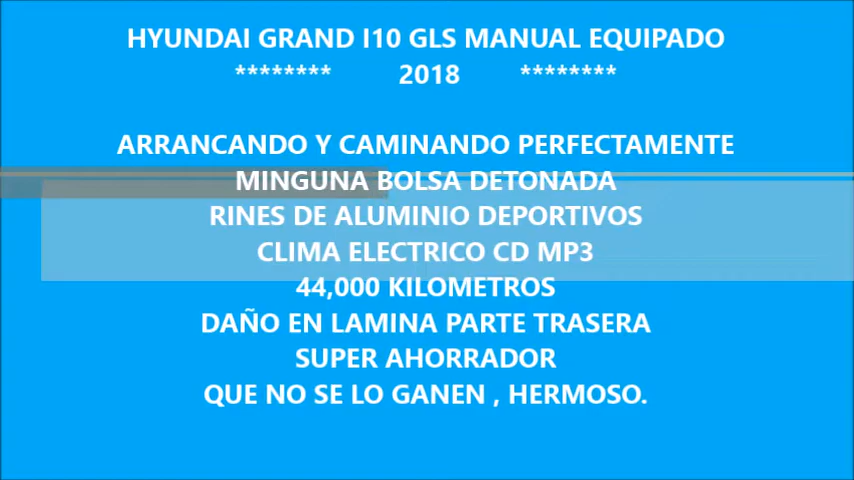 HYUNDAI GRAND I10 GLS MANUAL EQUIPADO
******** 2018 ********
ARRANCANDO Y CAMINANDO PERFECTAMENTE
MINGUNA BOLSA DETONADA
RINES DE ALUMINIO DEPORTIVOS
CLIMA ELECTRICO CD MP3
44,000 KILOMETROS
DAÑO EN LAMINA PARTE TRASERA
SUPER AHORRADOR
QUE NO SE LO GANEN , HERMOSO.